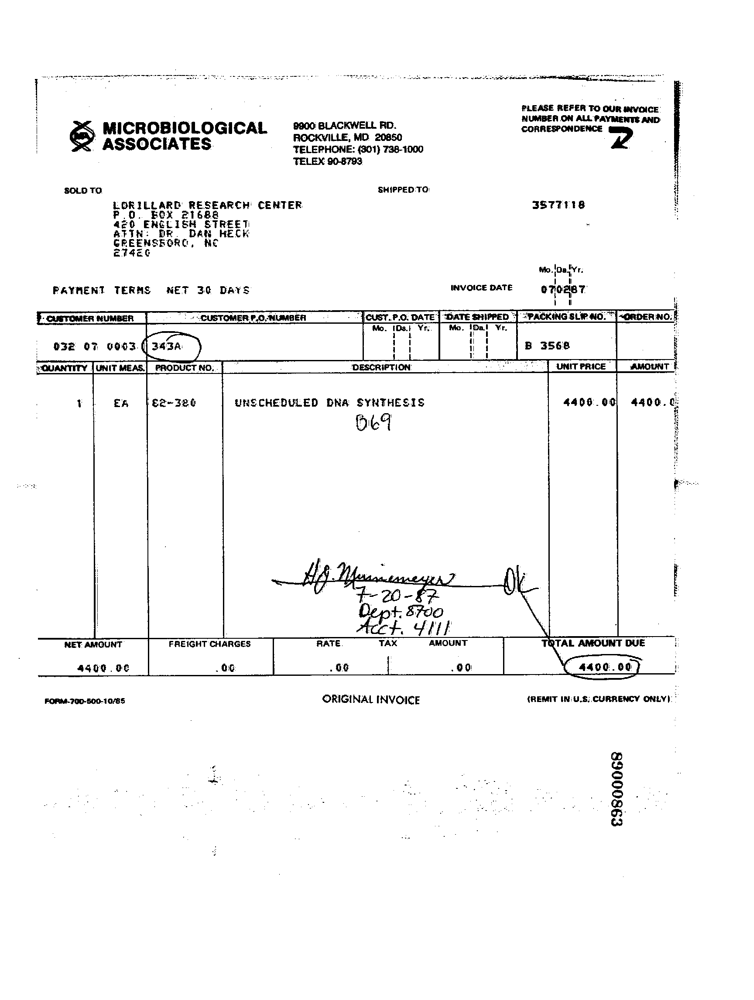 PLEASE REFER TO OUR INVOICE
NUMBER ON ALL PAYMENTS AND
CORRESPONDENCE
MICROBIOLOGICAL
ASSOCIATES
9900 BLACKWELL RD.
ROCKVILLE, MD 20850
TELEPHONE: (301) 738-1000
TELEX 90-8793
SOLD TO
SHIPPED TO
LORILLARD RESEARCH CENTER
P.O. BOX 21688
420 ENGLISH STREET
ATTN: DR. DAN HECK
GREENSBORO, NC
27420
3577118
PAYMENT TERMS NET 30 DAYS
INVOICE DATE
Mo. Da. Yr.
070287
CUSTOMER NUMBER CUSTOMER P.O. NUMBER CUST. P.O. DATE DATE SHIPPED PACKING SLIP NO. ORDER NO.
Mo. Da. Yr. Mo. Da. Yr.
032 07 0003 343A B 3568
QUANTITY UNIT MEAS. PRODUCT NO. DESCRIPTION UNIT PRICE AMOUNT
1 EA 82-380 UNSCHEDULED DNA SYNTHESIS 4400.00 4400.0
B69
H.J. Minnemeyer OK
7-20-87
Dept. 8700
Acct. 4111
NET AMOUNT FREIGHT CHARGES RATE TAX AMOUNT TOTAL AMOUNT DUE
4400.00 .00 .00 .00 4400.00
FORM-700-500-10/85 ORIGINAL INVOICE (REMIT IN U.S. CURRENCY ONLY)
89000863